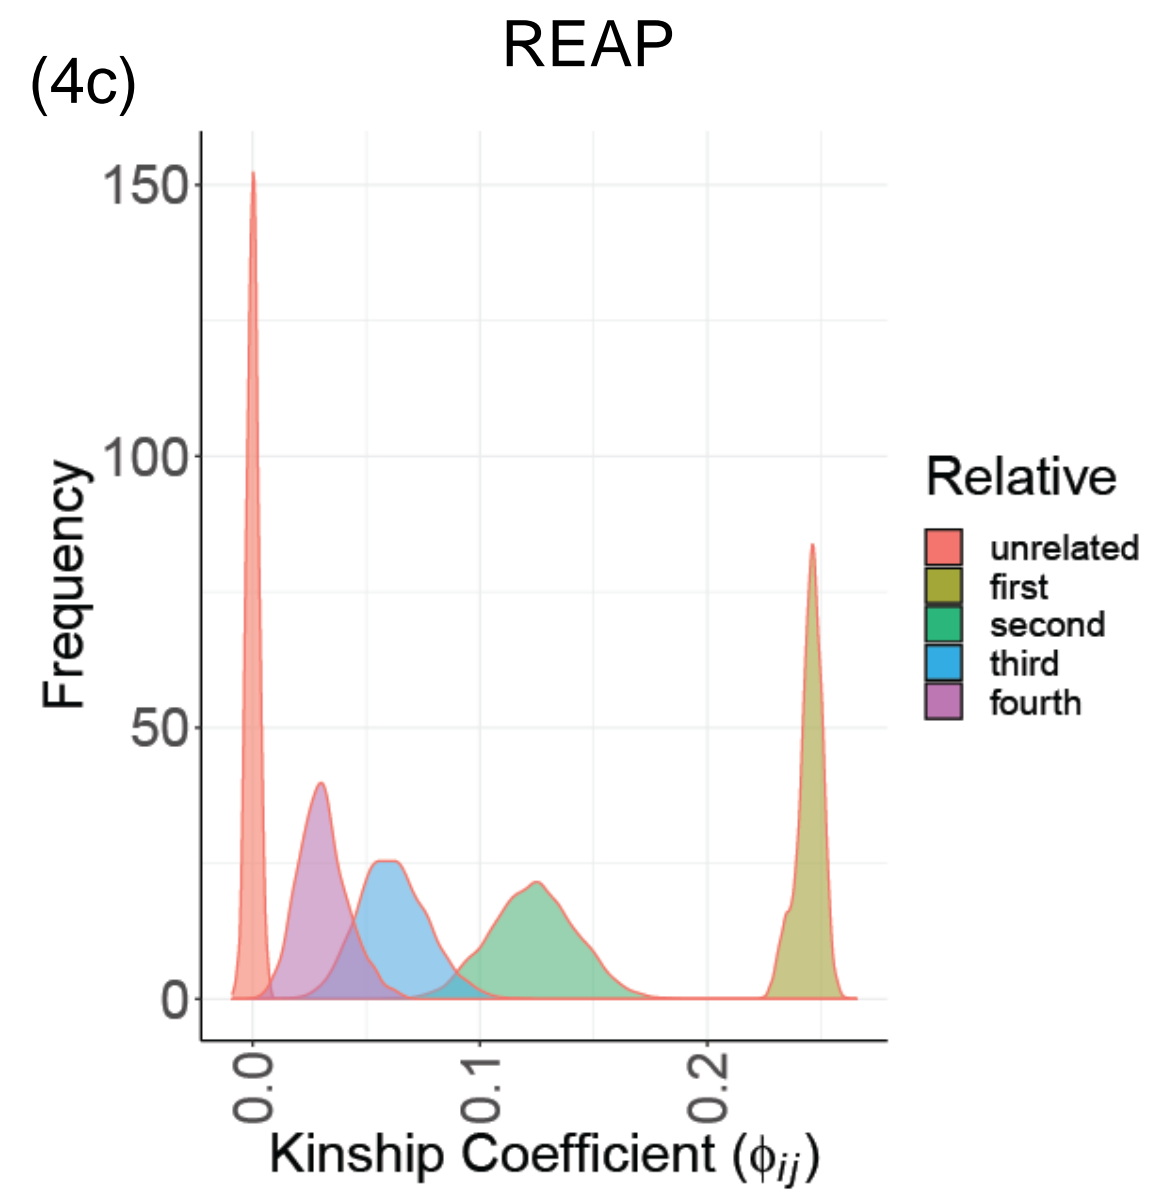 REAP
(4c)
150
100
50
0
Frequency
0.0
0.1
0.2
Kinship Coefficient (ϕij)
Relative
unrelated
first
second
third
fourth